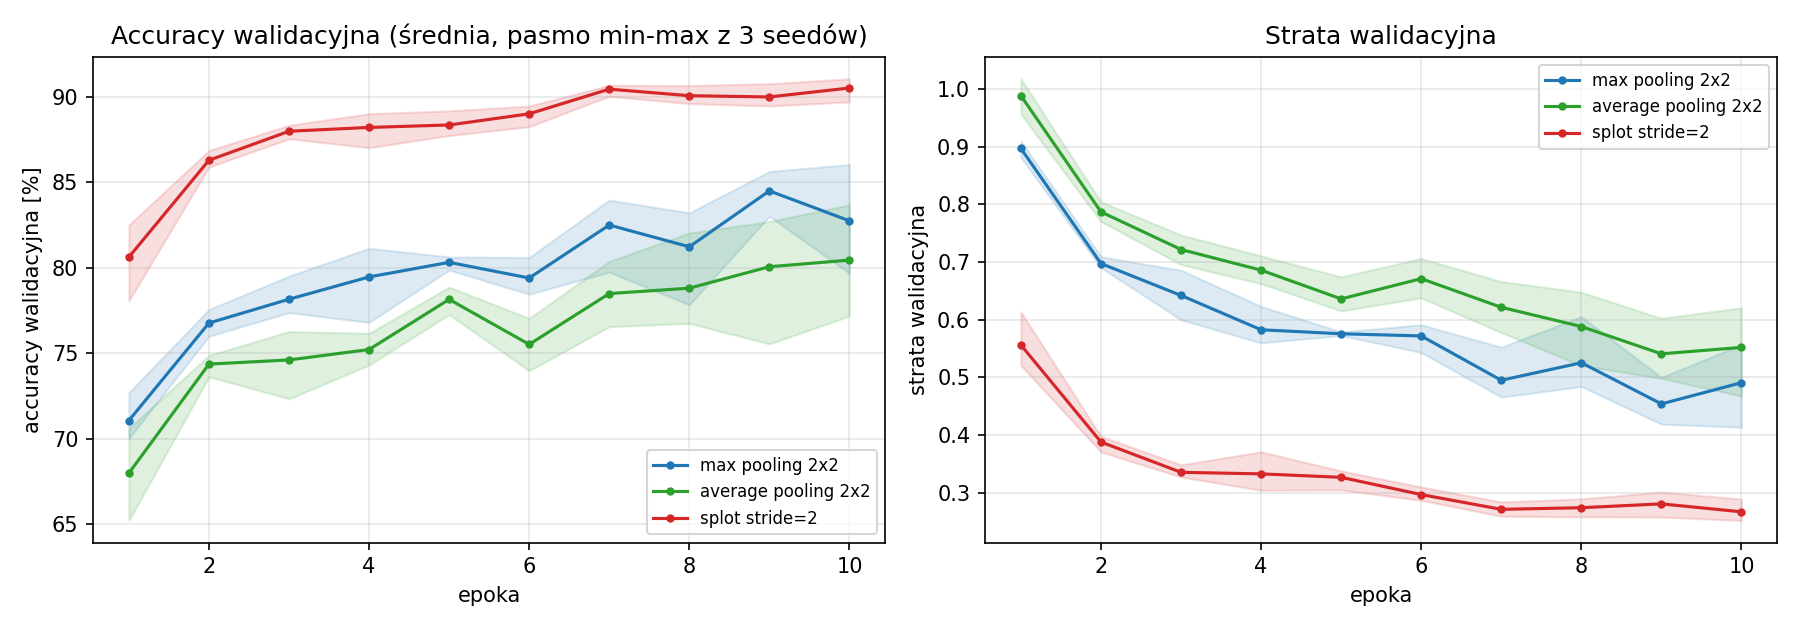 Accuracy walidacyjna (średnia, pasmo min-max z 3 seedów)
accuracy walidacyjna [%]
90
85
80
75
70
65
max pooling 2x2
average pooling 2x2
splot stride=2
2 4 6 8 10
epoka
Strata walidacyjna
strata walidacyjna
1.0
0.9
0.8
0.7
0.6
0.5
0.4
0.3
max pooling 2x2
average pooling 2x2
splot stride=2
2 4 6 8 10
epoka